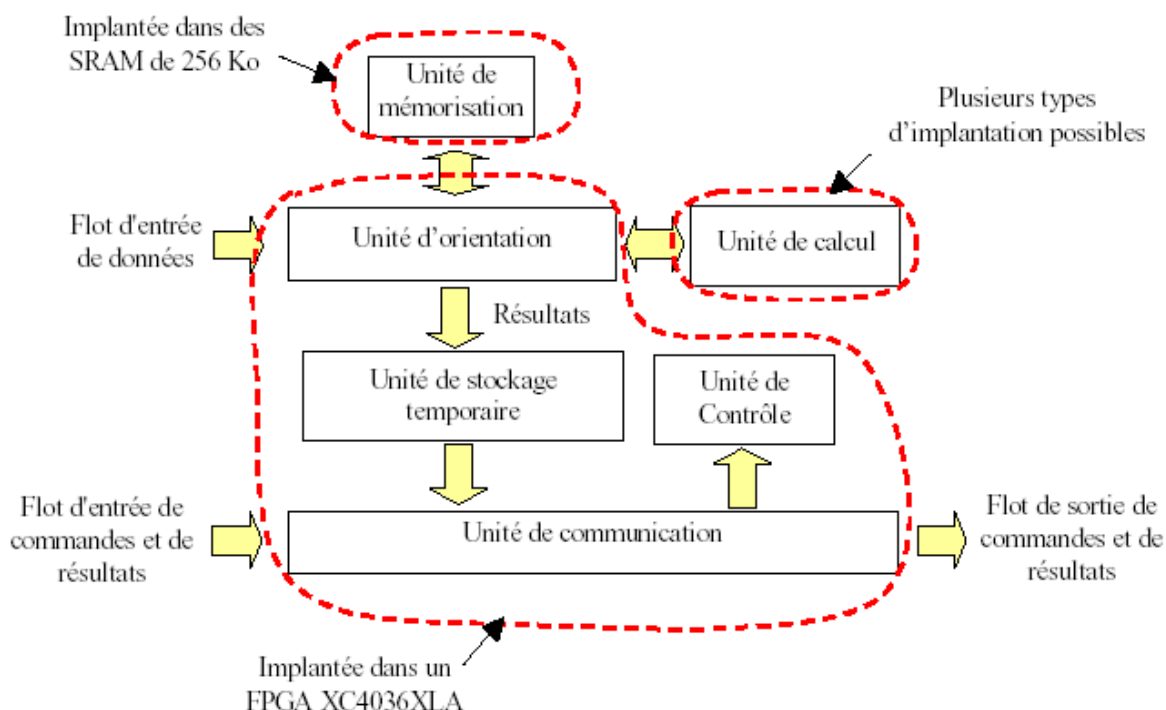 Implantée dans des
SRAM de 256 Ko
Unité de
mémorisation
Plusieurs types
d’implantation possibles
Flot d'entrée
de données
Unité d’orientation
Unité de calcul
Résultats
Unité de stockage
temporaire
Unité de
Contrôle
Flot d'entrée de
commandes et de
résultats
Unité de communication
Flot de sortie de
commandes et de
résultats
Implantée dans un
FPGA XC4036XLA